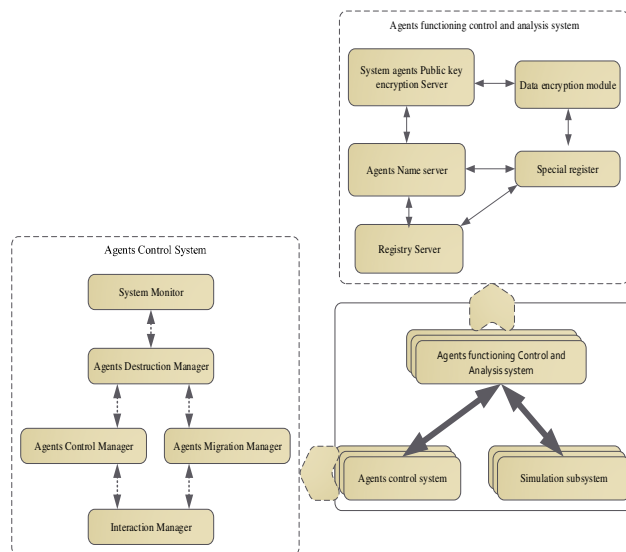 Agents functioning control and analysis system
System agents Public key
encryption Server
Data encryption module
Agents Name server
Special register
Registry Server
Agents Control System
System Monitor
Agents Destruction Manager
Agents Control Manager
Agents Migration Manager
Interaction Manager
Agents functioning Control and
Analysis system
Agents control system
Simulation subsystem